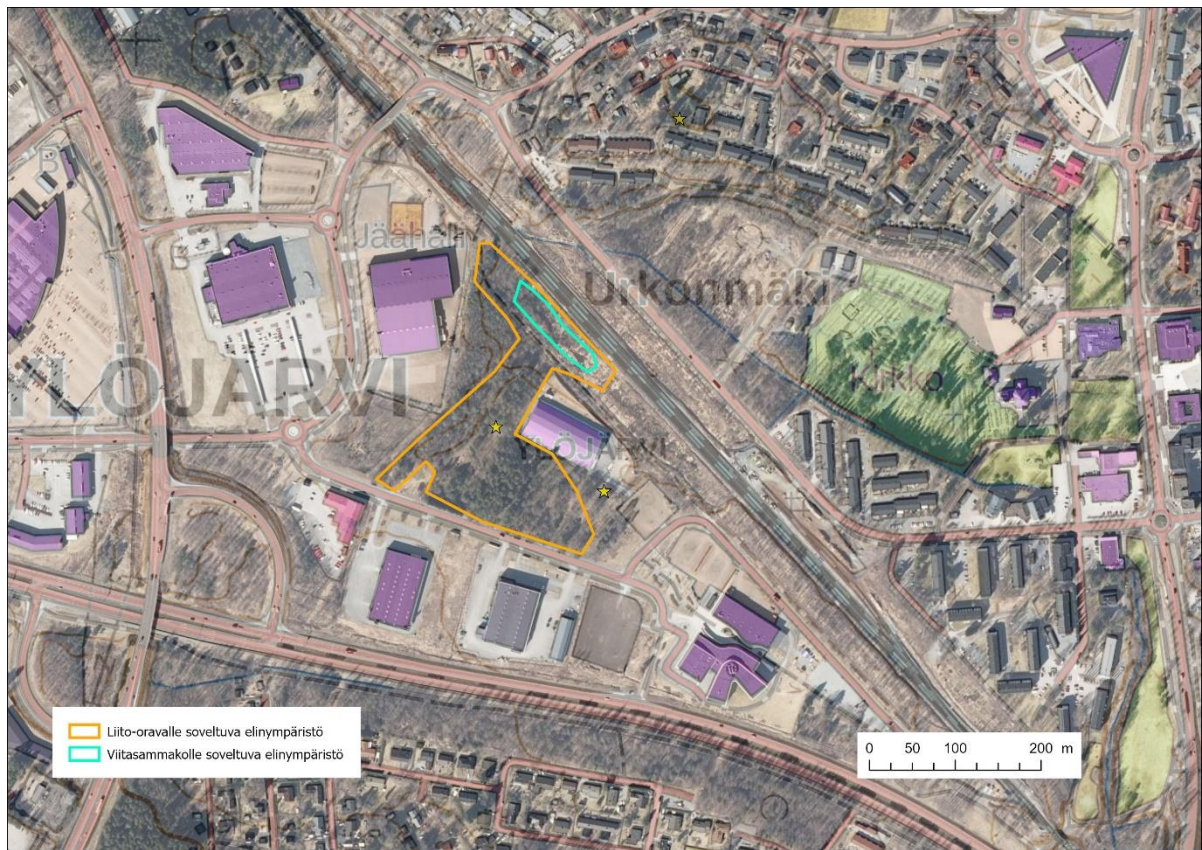 Jäähalli
Urkonmäki
YLÖJÄRVI
Kirkko
YLÖJÄRVI
Liito-oravalle soveltuva elinympäristö
Viitasammakolle soveltuva elinympäristö
0 50 100 200 m